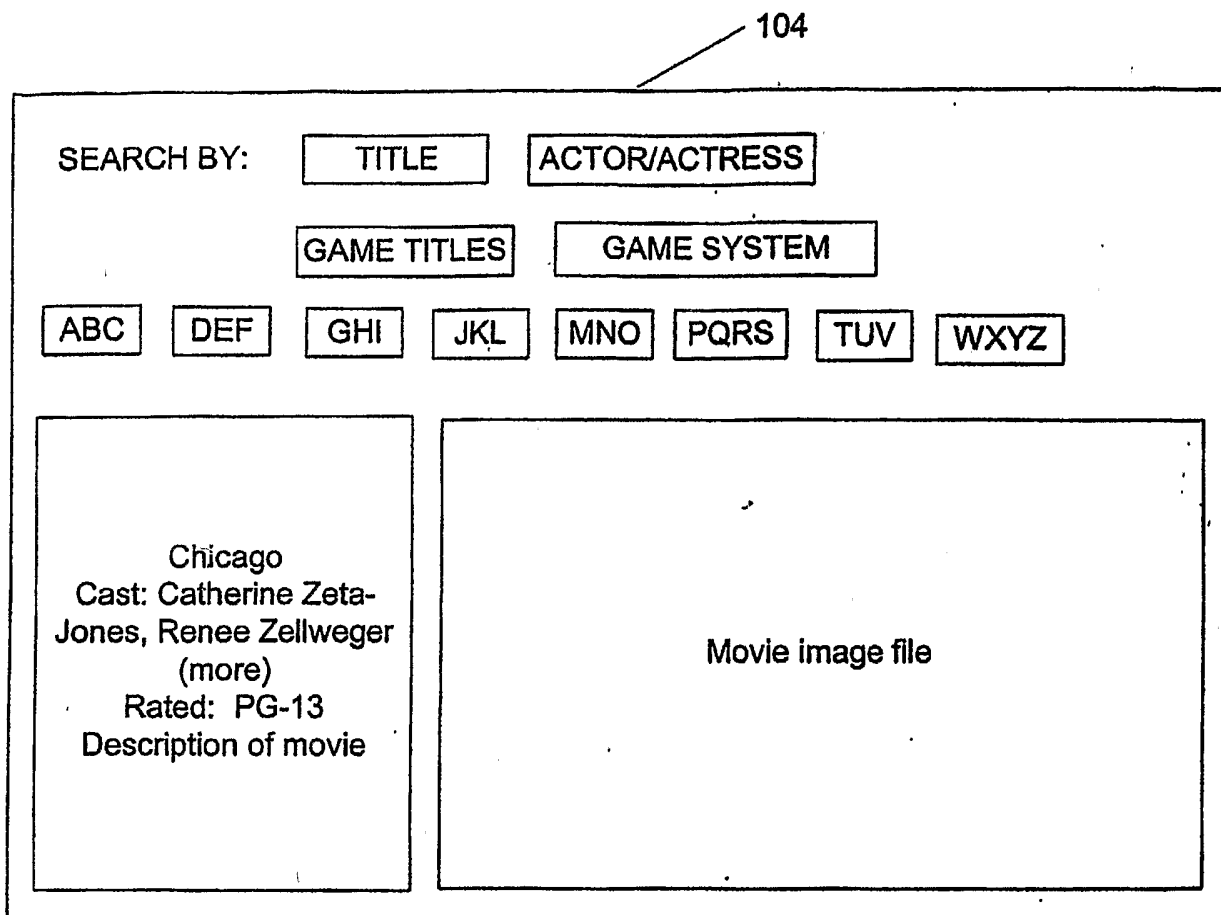 104
SEARCH BY: TITLE ACTOR/ACTRESS
GAME TITLES GAME SYSTEM
ABC DEF GHI JKL MNO PQRS TUV WXYZ
Chicago
Cast: Catherine Zeta-
Jones, Renee Zellweger
(more)
Rated: PG-13
Description of movie
Movie image file